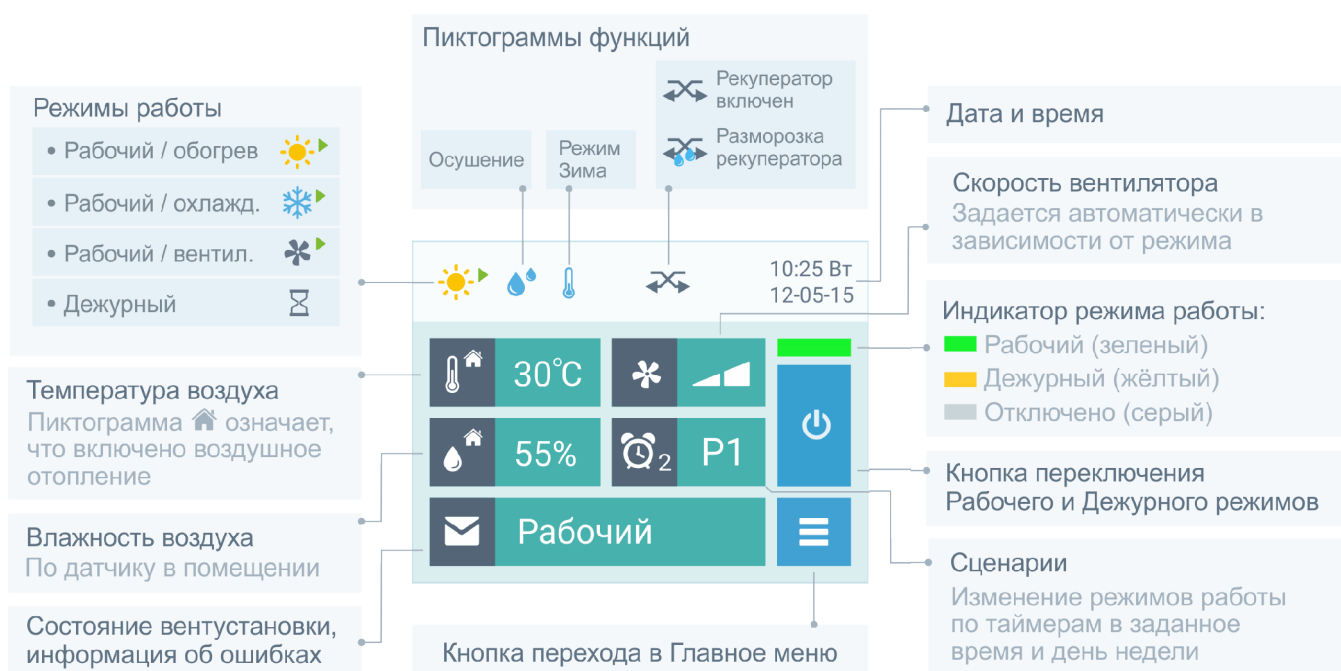 Пиктограммы функций
Рекуператор
включен
Разморозка
рекуператора
Осушение
Режим
Зима
Режимы работы
• Рабочий / обогрев
• Рабочий / охлажд.
• Рабочий / вентил.
• Дежурный
Температура воздуха
Пиктограмма означает,
что включено воздушное
отопление
Влажность воздуха
По датчику в помещении
Состояние вентустановки,
информация об ошибках
10:25 Вт
12-05-15
30°C
55%
2
P1
Рабочий
Кнопка перехода в Главное меню
Дата и время
Скорость вентилятора
Задается автоматически в
зависимости от режима
Индикатор режима работы:
Рабочий (зеленый)
Дежурный (жёлтый)
Отключено (серый)
Кнопка переключения
Рабочего и Дежурного режимов
Сценарии
Изменение режимов работы
по таймерам в заданное
время и день недели